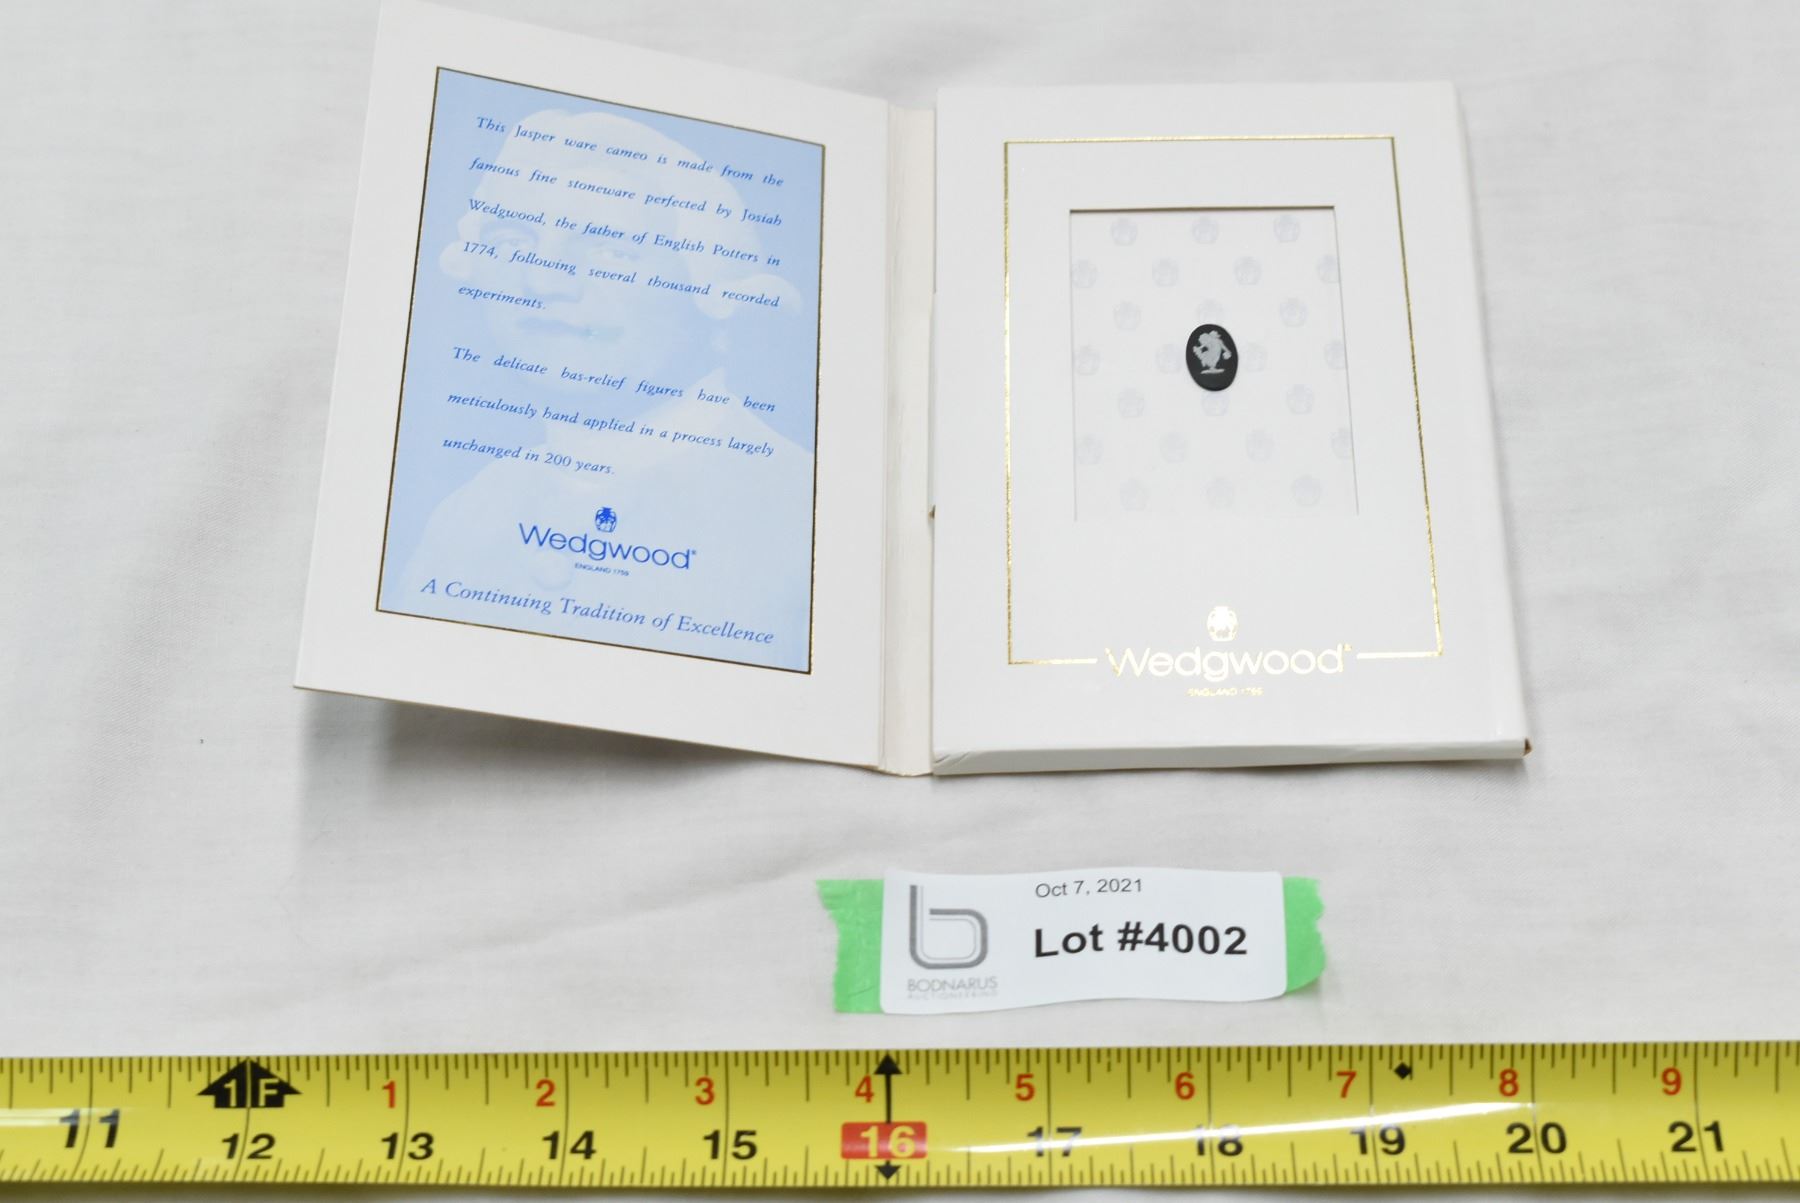 This Jasper ware cameo is made from the
famous fine stoneware perfected by Josiah
Wedgwood, the father of English Potters in
1774, following several thousand recorded
experiments.
The delicate bas-relief figures have been
meticulously hand applied in a process largely
unchanged in 200 years.
Wedgwood®
ENGLAND 1759
A Continuing Tradition of Excellence
Wedgwood®
ENGLAND 1759
Oct 7, 2021
Lot #4002
b
BODNARUS
AUCTIONEERING
1F 1 2 3 4 5 6 7 8 9
11 12 13 14 15 16 17 18 19 20 21